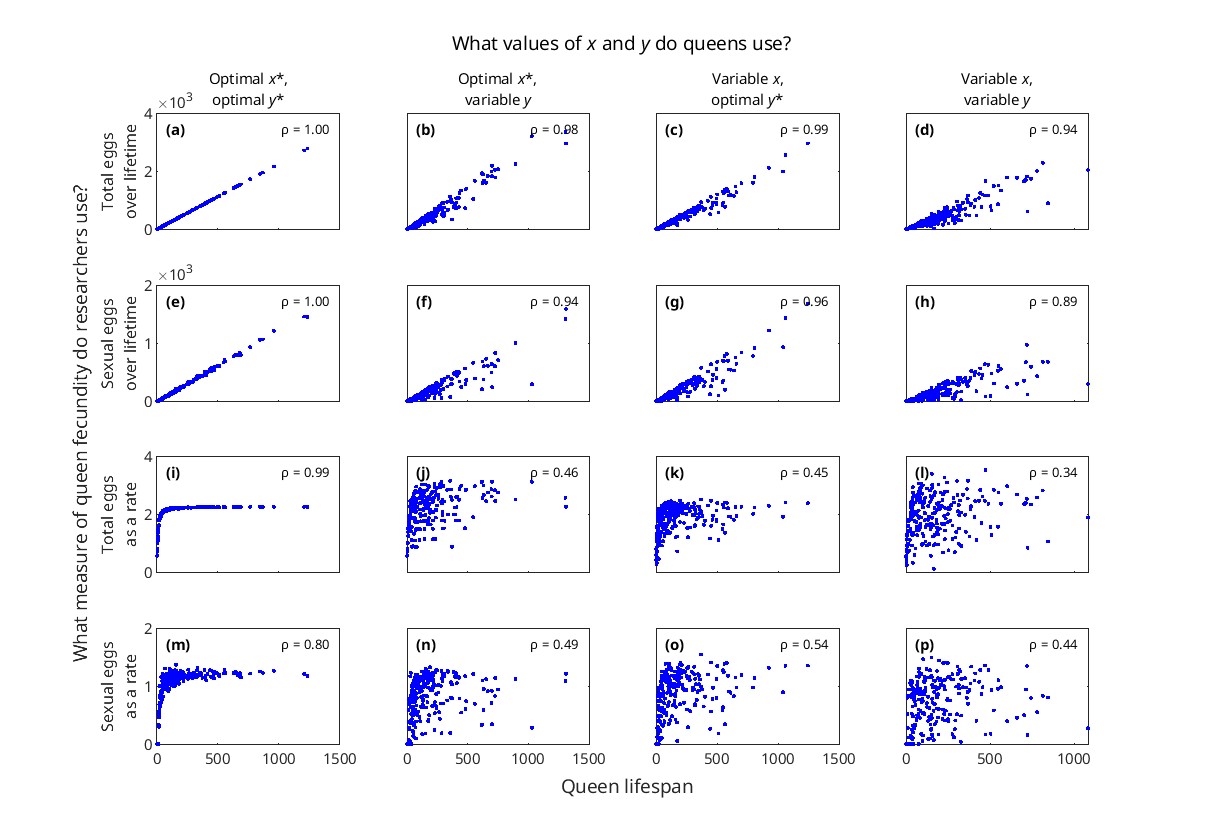 What values of x and y do queens use?
Optimal x*,
optimal y*
Optimal x*,
variable y
Variable x,
optimal y*
Variable x,
variable y
What measure of queen fecundity do researchers use?
Total eggs
over lifetime
×10³
4
2
0
(a) ρ = 1.00
(b) ρ = 0.98
(c) ρ = 0.99
(d) ρ = 0.94
Sexual eggs
over lifetime
×10³
2
1
0
(e) ρ = 1.00
(f) ρ = 0.94
(g) ρ = 0.96
(h) ρ = 0.89
Total eggs
as a rate
4
2
0
(i) ρ = 0.99
(j) ρ = 0.46
(k) ρ = 0.45
(l) ρ = 0.34
Sexual eggs
as a rate
2
1
0
(m) ρ = 0.80
(n) ρ = 0.49
(o) ρ = 0.54
(p) ρ = 0.44
0 500 1000 1500
0 500 1000 1500
0 500 1000 1500
0 500 1000
Queen lifespan